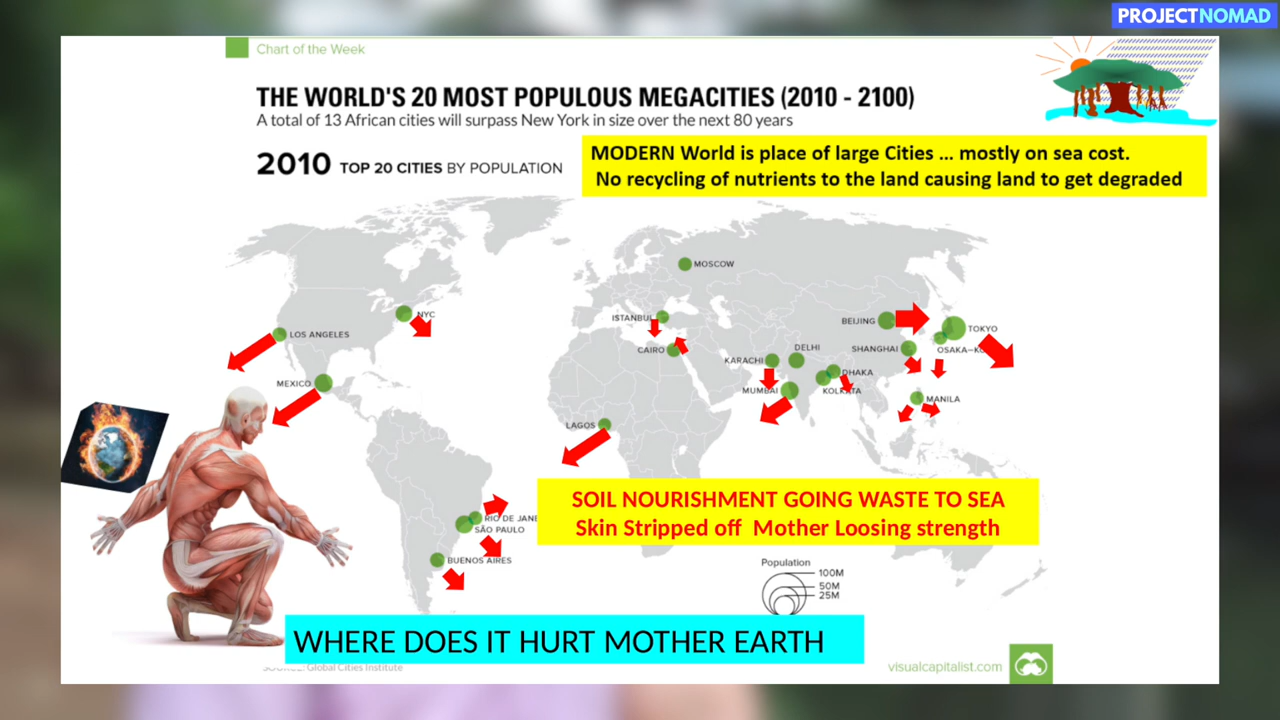 PROJECTNOMAD
Chart of the Week
THE WORLD'S 20 MOST POPULOUS MEGACITIES (2010 - 2100)
A total of 13 African cities will surpass New York in size over the next 80 years
2010 TOP 20 CITIES BY POPULATION
MODERN World is place of large Cities ... mostly on sea cost.
No recycling of nutrients to the land causing land to get degraded
MOSCOW
NYC
ISTANBUL
BEIJING
TOKYO
LOS ANGELES
CAIRO
DELHI
SHANGHAI
OSAKA-K
KARACHI
DHAKA
MEXICO
MUMBAI
KOLKATA
MANILA
LAGOS
SOIL NOURISHMENT GOING WASTE TO SEA
Skin Stripped off Mother Loosing strength
RIO DE JANE
SÃO PAULO
BUENOS AIRES
Population
100M
50M
25M
WHERE DOES IT HURT MOTHER EARTH
SOURCE: Global Cities Institute
visualcapitalist.com